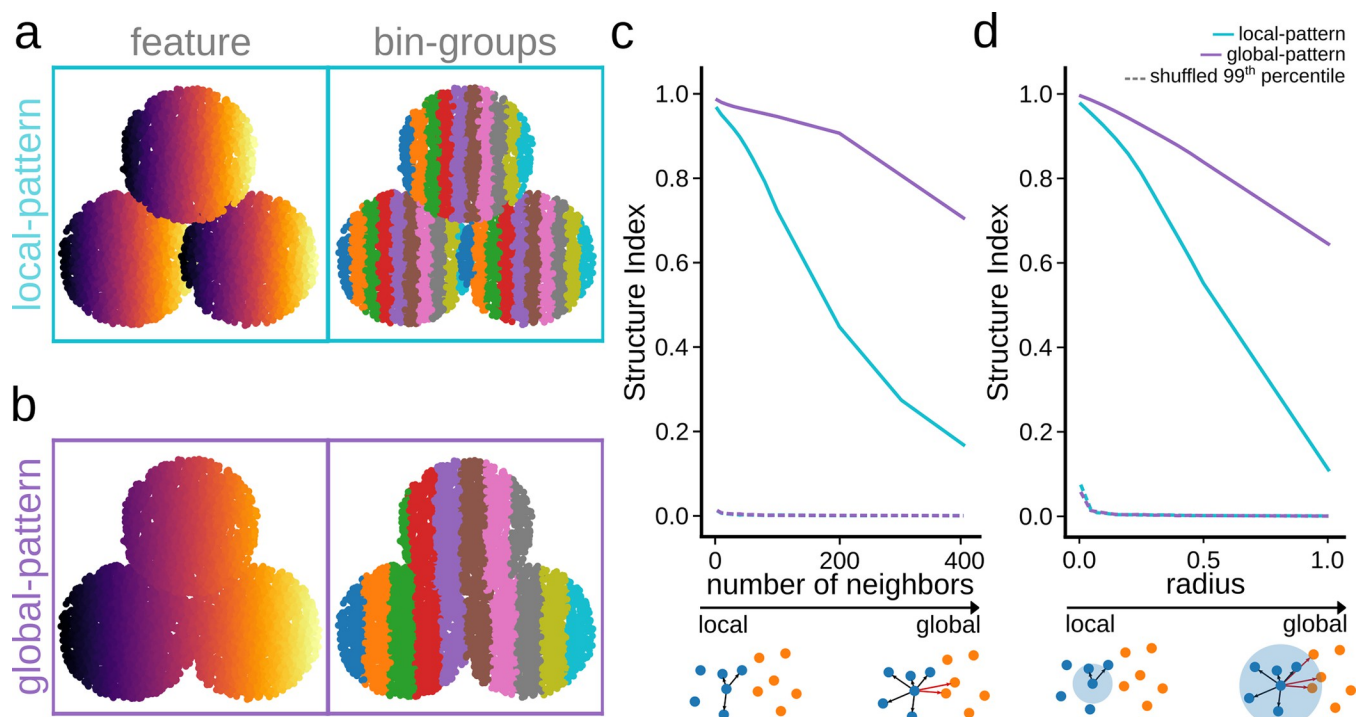 a
feature
bin-groups
local-pattern
b
global-pattern
c
Structure Index
1.0
0.8
0.6
0.4
0.2
0.0
0
200
400
number of neighbors
local
global
d
local-pattern
global-pattern
shuffled 99th percentile
Structure Index
1.0
0.8
0.6
0.4
0.2
0.0
0.0
0.5
1.0
radius
local
global